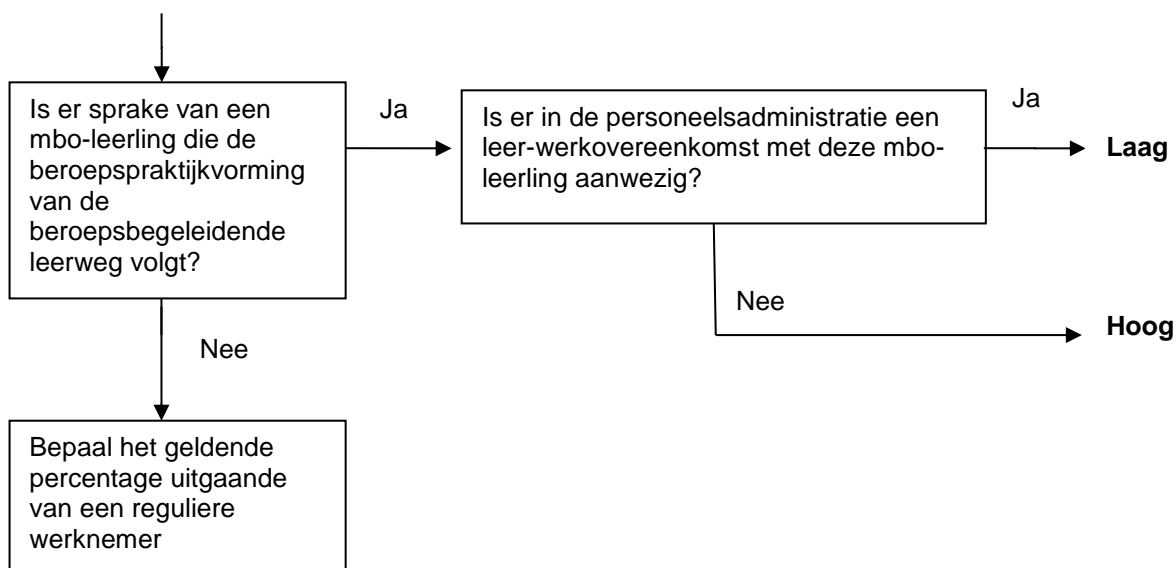 Is er sprake van een
mbo-leerling die de
beroepspraktijkvorming
van de
beroepsbegeleidende
leerweg volgt?
Ja
Is er in de personeelsadministratie een
leer-werkovereenkomst met deze mbo-
leerling aanwezig?
Ja
Laag
Nee
Hoog
Nee
Bepaal het geldende
percentage uitgaande
van een reguliere
werknemer